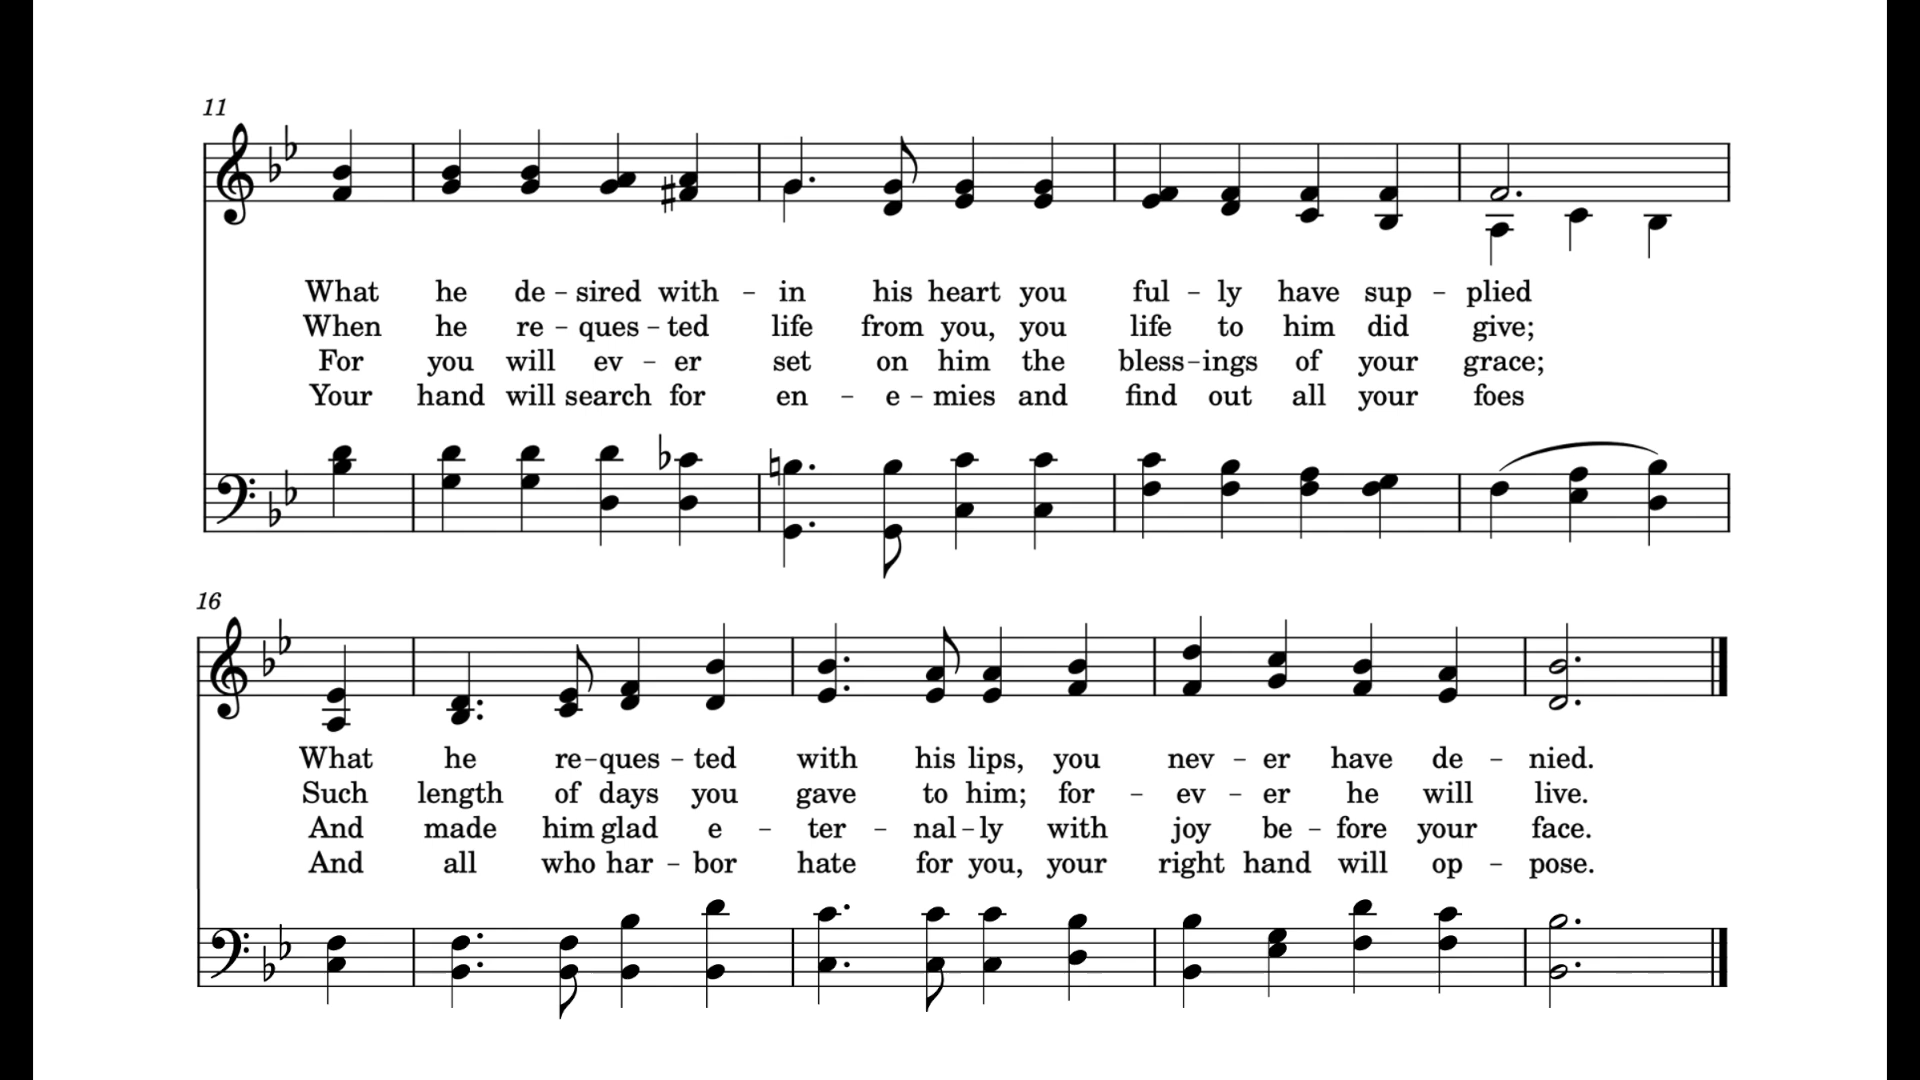 11
What he de – sired with – in his heart you ful – ly have sup – plied
When he re – ques – ted life from you, you life to him did give;
For you will ev – er set on him the bless – ings of your grace;
Your hand will search for en – e – mies and find out all your foes
16
What he re – ques – ted with his lips, you nev – er have de – nied.
Such length of days you gave to him; for – ev – er he will live.
And made him glad e – ter – nal – ly with joy be – fore your face.
And all who har – bor hate for you, your right hand will op – pose.